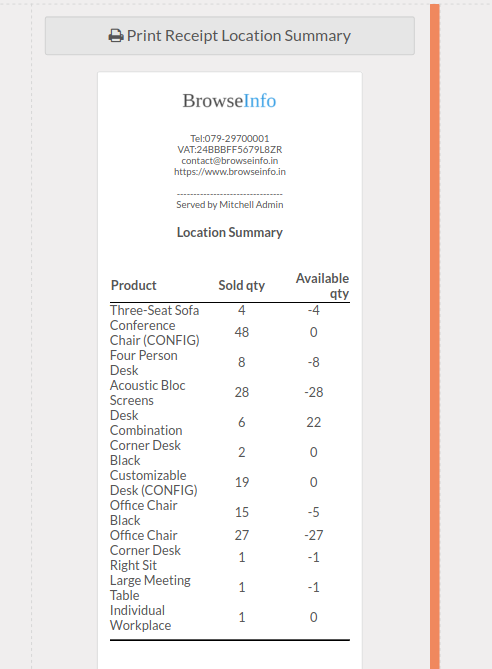 Print Receipt Location Summary
BrowseInfo
Tel:079-29700001
VAT:24BBBFF5679L8ZR
contact@browseinfo.in
https://www.browseinfo.in
--------------------------------
Served by Mitchell Admin
Location Summary
Product Sold qty Available
qty
Three-Seat Sofa 4 -4
Conference
Chair (CONFIG) 48 0
Four Person
Desk 8 -8
Acoustic Bloc
Screens 28 -28
Desk
Combination 6 22
Corner Desk
Black 2 0
Customizable
Desk (CONFIG) 19 0
Office Chair
Black 15 -5
Office Chair 27 -27
Corner Desk
Right Sit 1 -1
Large Meeting
Table 1 -1
Individual
Workplace 1 0